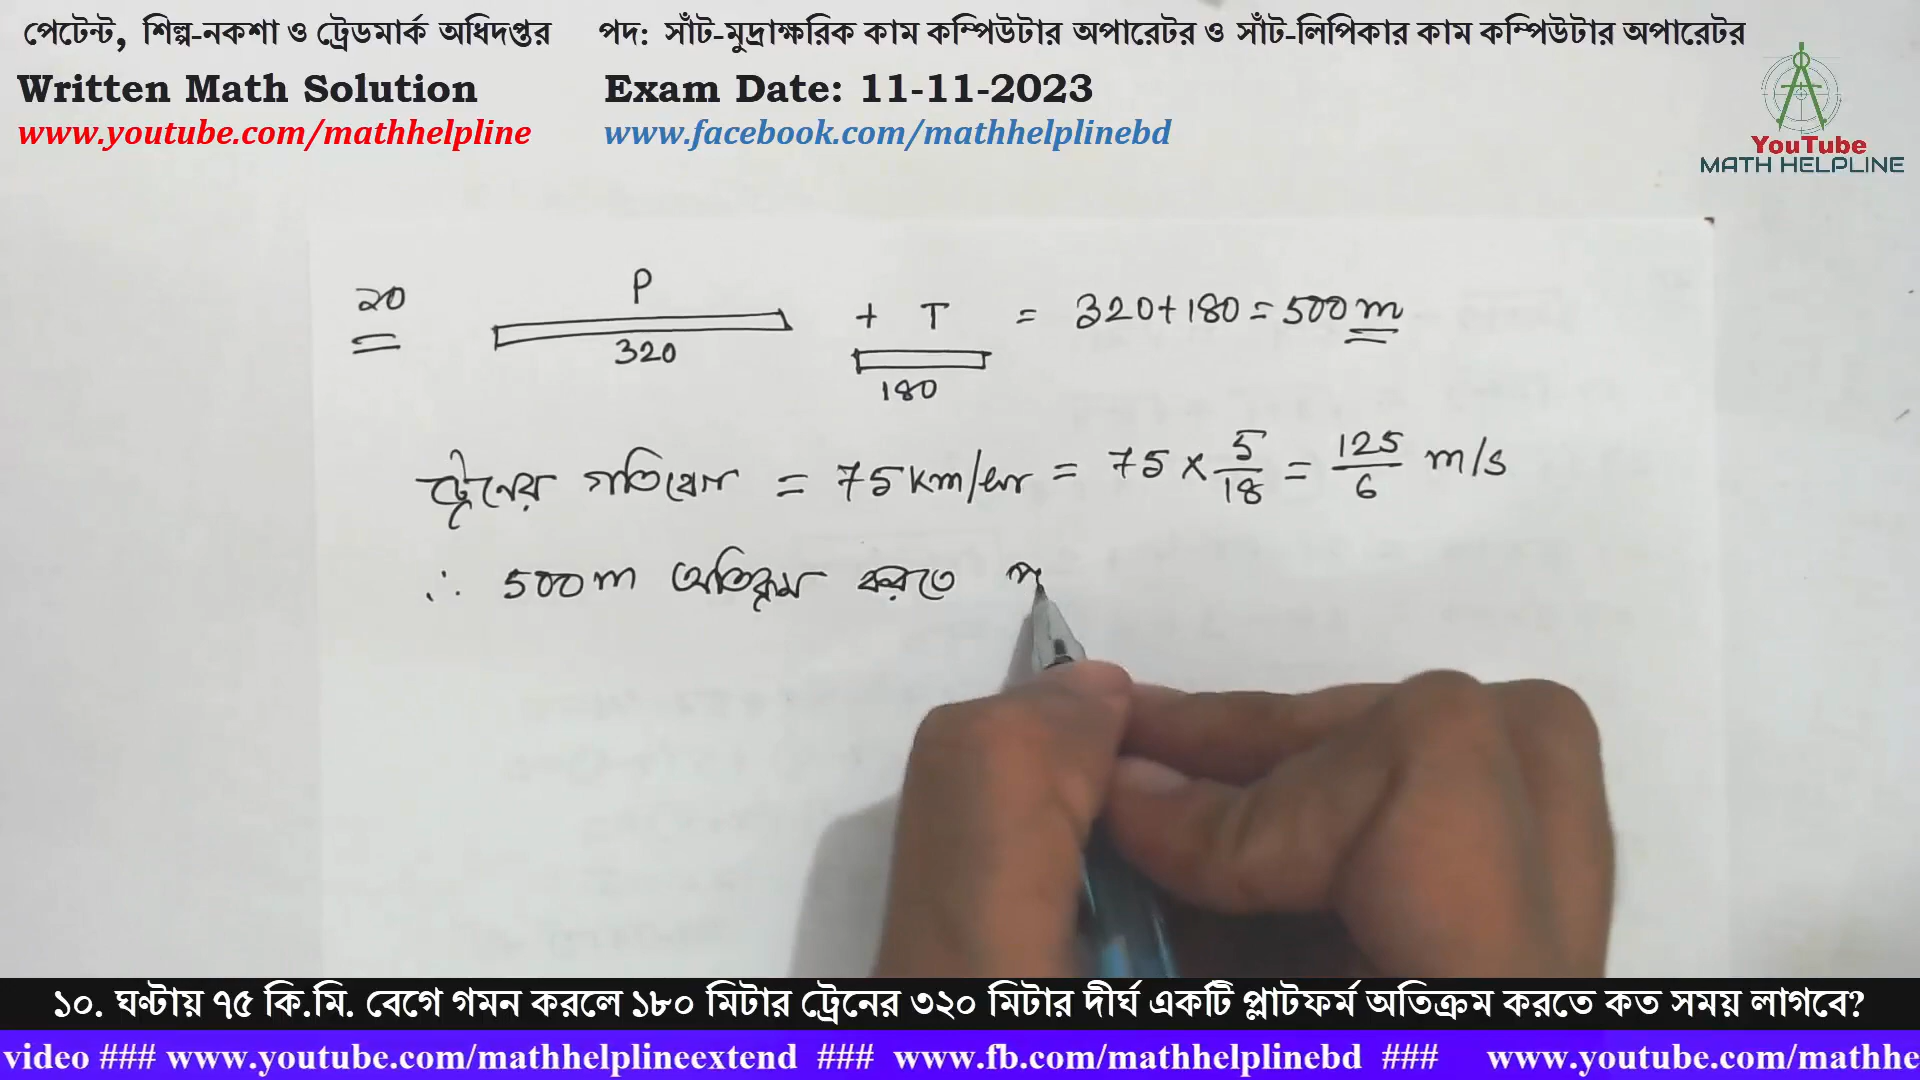 পেটেন্ট, শিল্প-নকশা ও ট্রেডমার্ক অধিদপ্তর পদ: সাঁট-মুদ্রাক্ষরিক কাম কম্পিউটার অপারেটর ও সাঁট-লিপিকার কাম কম্পিউটার অপারেটর
Written Math Solution Exam Date: 11-11-2023
www.youtube.com/mathhelpline www.facebook.com/mathhelplinebd
YouTube
MATH HELPLINE
১০ P + T = 320+180 = 500 m
320
180
ট্রেনের গতিবেগ = 75 km/hr = 75 × 5/18 = 125/6 m/s
∴ 500 m অতিক্রম করতে
১০. ঘণ্টায় ৭৫ কি.মি. বেগে গমন করলে ১৮০ মিটার ট্রেনের ৩২০ মিটার দীর্ঘ একটি প্লাটফর্ম অতিক্রম করতে কত সময় লাগবে?
video ### www.youtube.com/mathhelplineextend ### www.fb.com/mathhelplinebd ### www.youtube.com/mathhe